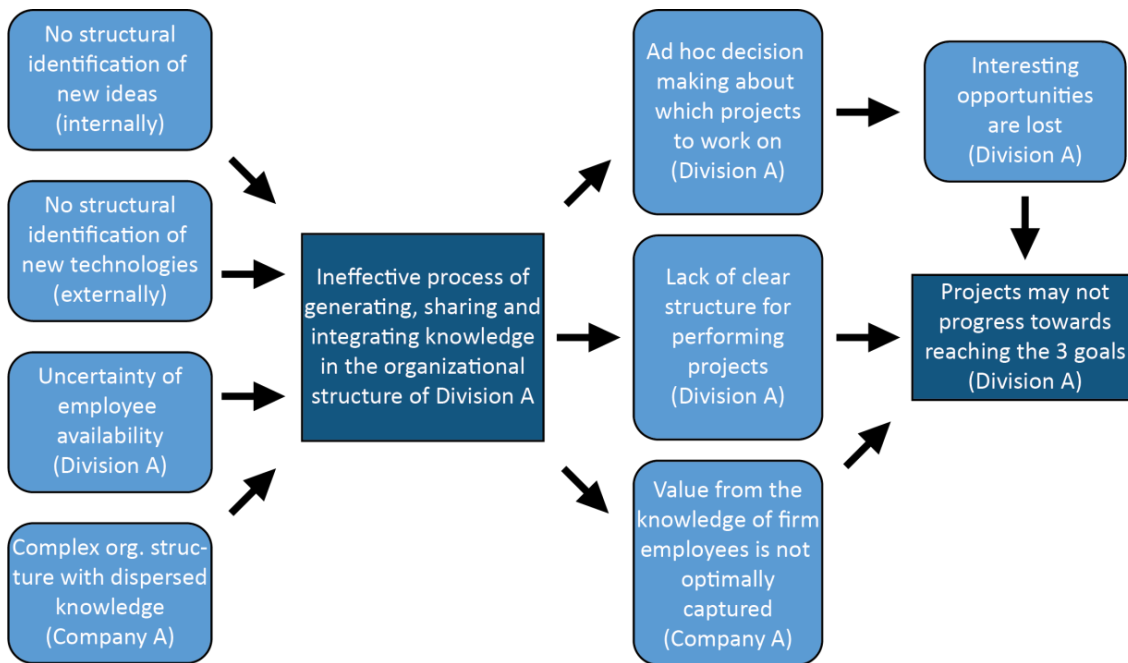 No structural
identification of
new ideas
(internally)
No structural
identification of
new technologies
(externally)
Uncertainty of
employee
availability
(Division A)
Complex org. struc-
ture with dispersed
knowledge
(Company A)
Ineffective process of
generating, sharing and
integrating knowledge
in the organizational
structure of Division A
Ad hoc decision
making about
which projects
to work on
(Division A)
Lack of clear
structure for
performing
projects
(Division A)
Value from the
knowledge of firm
employees is not
optimally
captured
(Company A)
Interesting
opportunities
are lost
(Division A)
Projects may not
progress towards
reaching the 3 goals
(Division A)